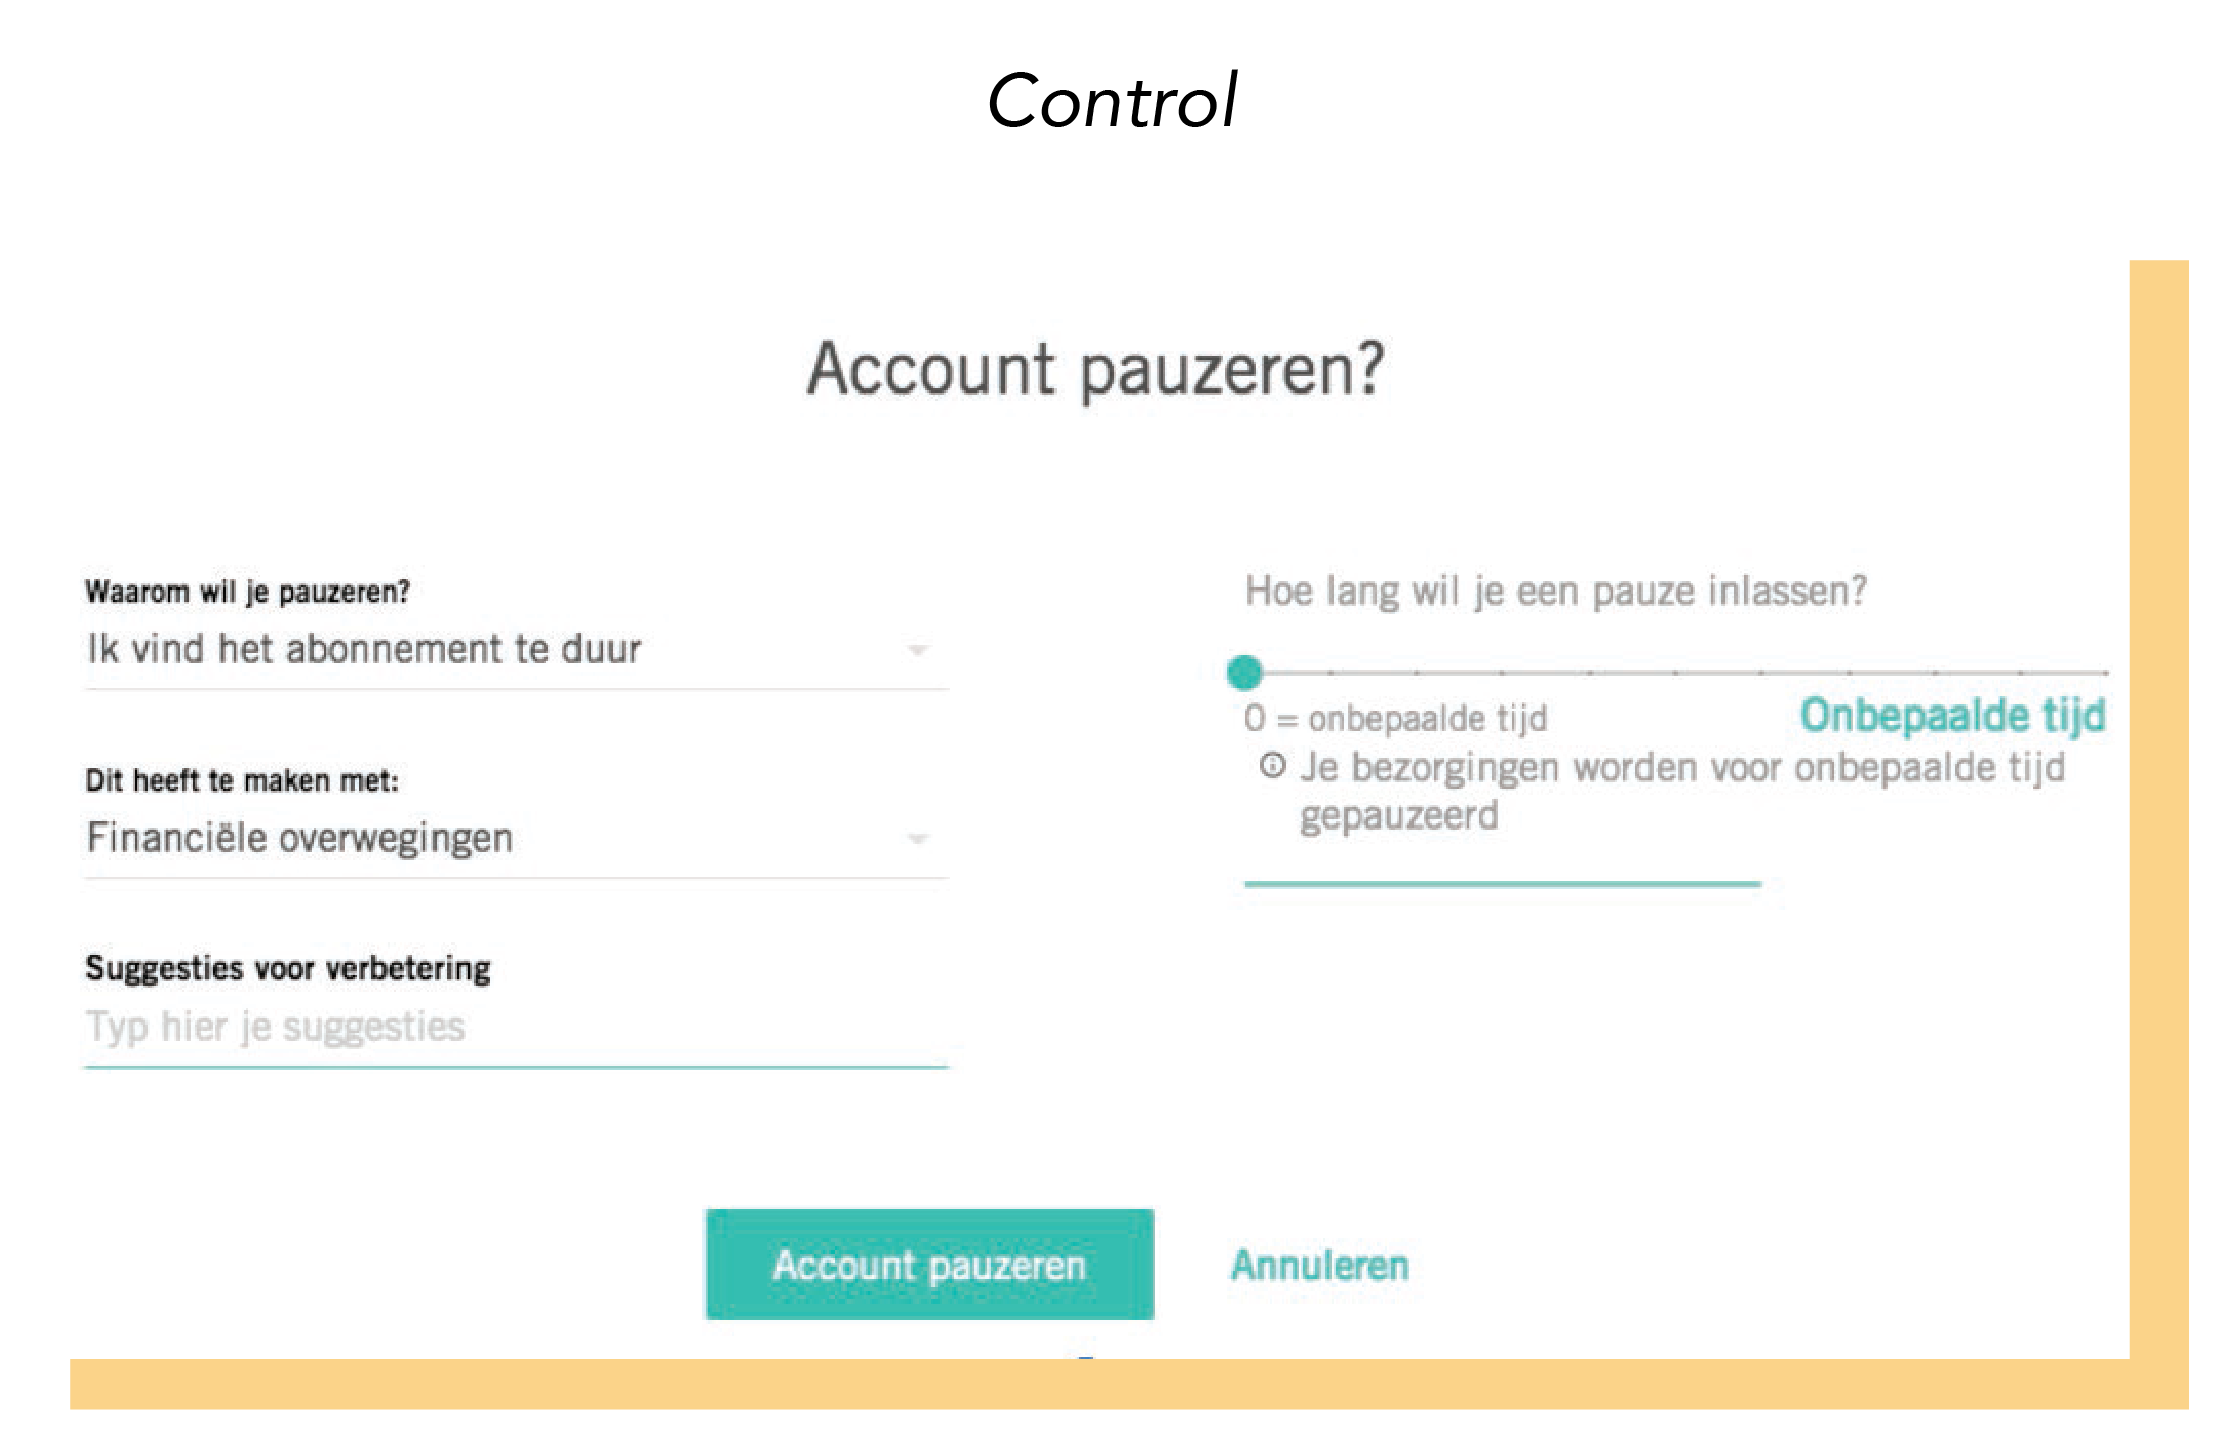 Control
Account pauzeren?
Waarom wil je pauzeren?
Ik vind het abonnement te duur
Dit heeft te maken met:
Financiële overwegingen
Suggesties voor verbetering
Typ hier je suggesties
Hoe lang wil je een pauze inlassen?
0 = onbepaalde tijd
Onbepaalde tijd
Je bezorgingen worden voor onbepaalde tijd
gepauzeerd
Account pauzeren
Annuleren